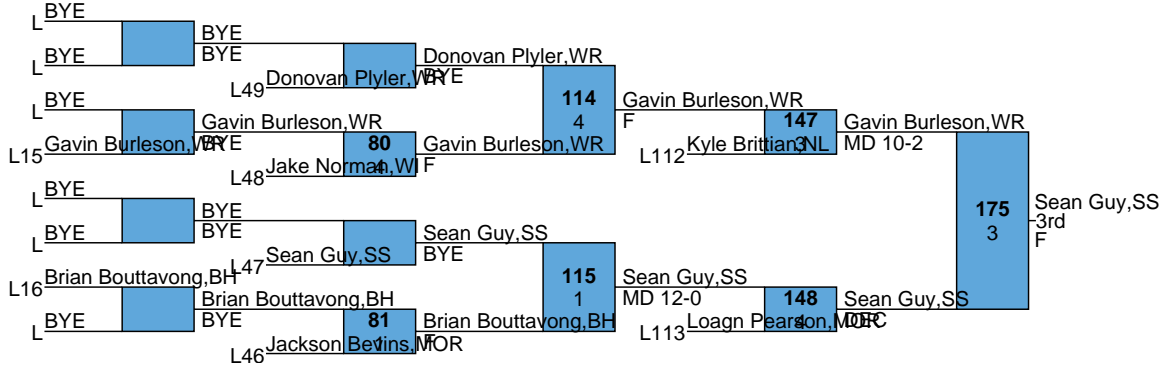 L BYE
L BYE
BYE
BYE
L49 Donovan Plyler,WR
Donovan Plyler,WR
BYE
L BYE
L15 Gavin Burleson,WR
Gavin Burleson,WR
BYE
L48 Jake Norman,WI
80
4
Gavin Burleson,WR
F
114
4
Gavin Burleson,WR
F
L112 Kyle Brittian,NL
147
3
Gavin Burleson,WR
MD 10-2
L BYE
L BYE
BYE
BYE
L47 Sean Guy,SS
Sean Guy,SS
BYE
L16 Brian Bouttavong,BH
L BYE
Brian Bouttavong,BH
BYE
L46 Jackson Bevins,MOR
81
1
Brian Bouttavong,BH
F
115
1
Sean Guy,SS
MD 12-0
L113 Loagn Pearson,MOR
148
4
Sean Guy,SS
DEC
175
3
Sean Guy,SS
3rd
F